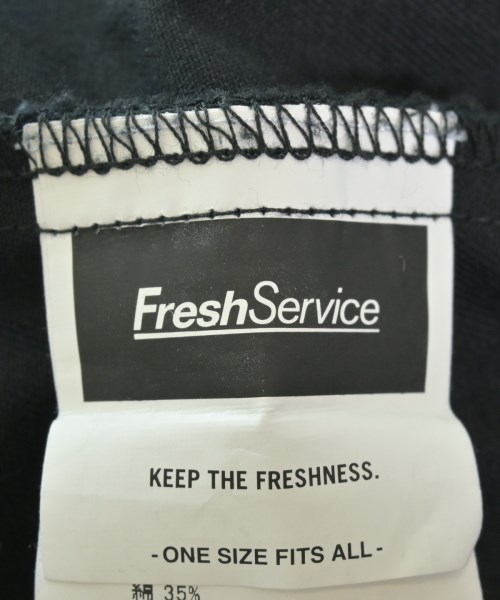 FreshService
KEEP THE FRESHNESS.
-ONE SIZE FITS ALL-
綿 35%